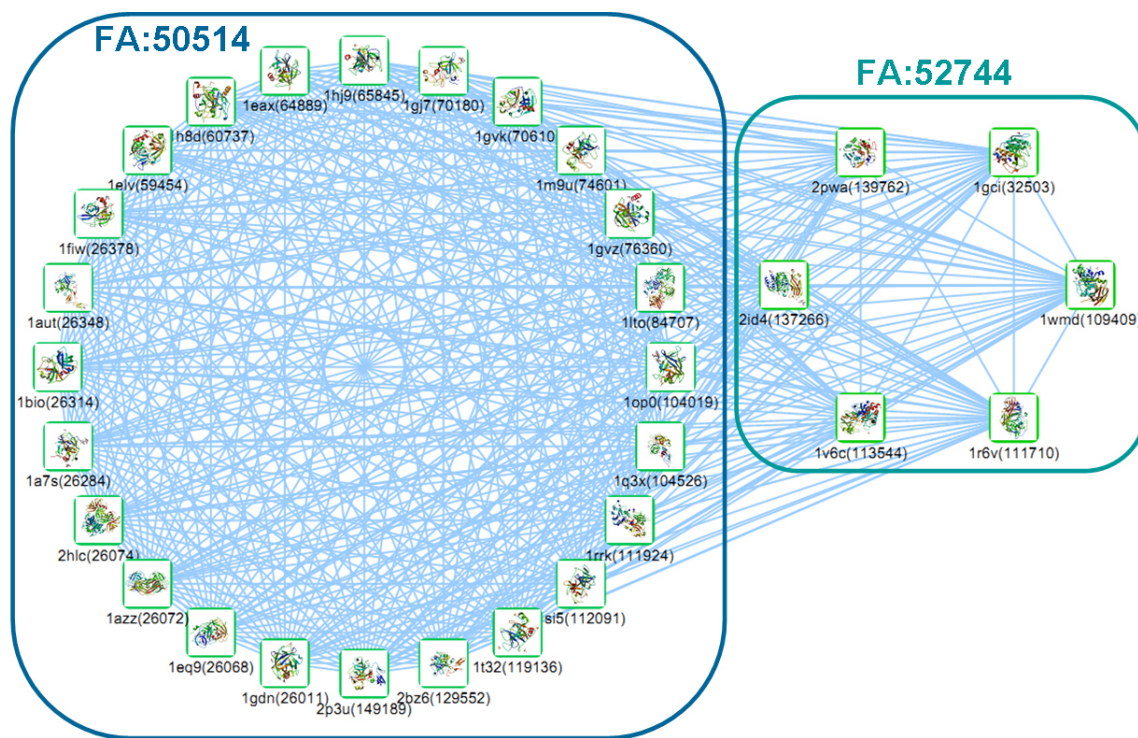 FA:50514
FA:52744
1hj9(65845)
1eax(64889)
1gj7(70180)
h8d(60737)
1gvk(70610
1elv(59454)
1m9u(74601)
1fiw(26378)
1gvz(76360)
1aut(26348)
1lto(84707)
1bio(26314)
1op0(104019)
1a7s(26284)
1q3x(104526)
2hlc(26074)
1rrk(111924)
1azz(26072)
si5(112091)
1eq9(26068)
1t32(119136)
1gdn(26011)
2p3u(149189)
2bz6(129552)
2pwa(139762)
1gci(32503)
2id4(137266)
1wmd(109409)
1v6c(113544)
1r6v(111710)